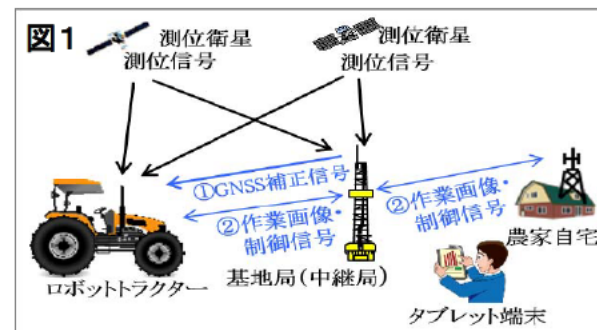 図1
測位衛星
測位信号
測位衛星
測位信号
①GNSS補正信号
②作業画像・
制御信号
②作業画像・
制御信号
ロボットトラクター
基地局(中継局)
農家自宅
タブレット端末